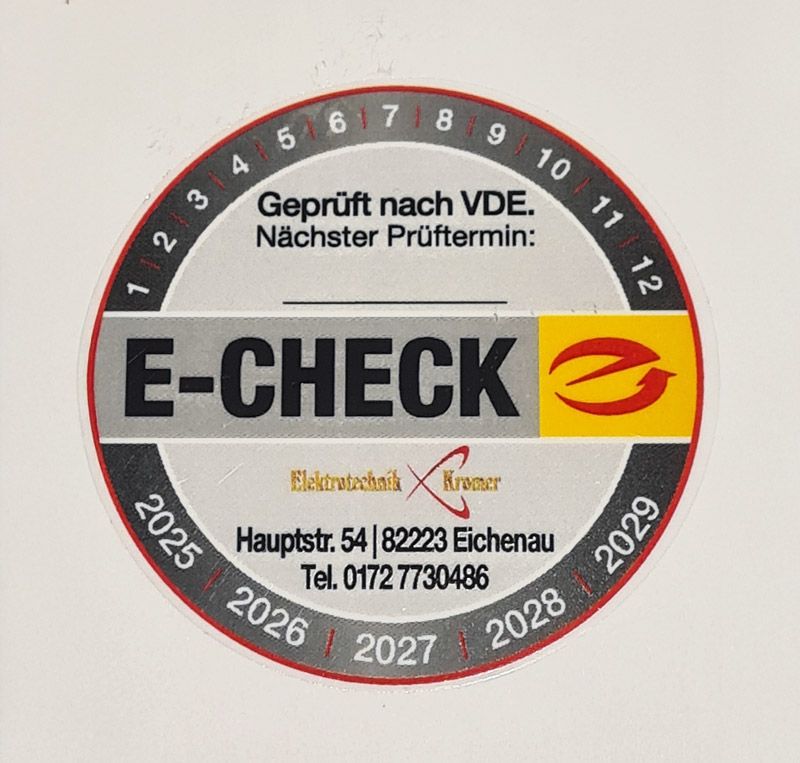 1 2 3 4 5 6 7 8 9 10 11 12
Geprüft nach VDE.
Nächster Prüftermin:
E-CHECK
Elektrotechnik Kromer
Hauptstr. 54 | 82223 Eichenau
Tel. 0172 7730486
2025 2026 2027 2028 2029